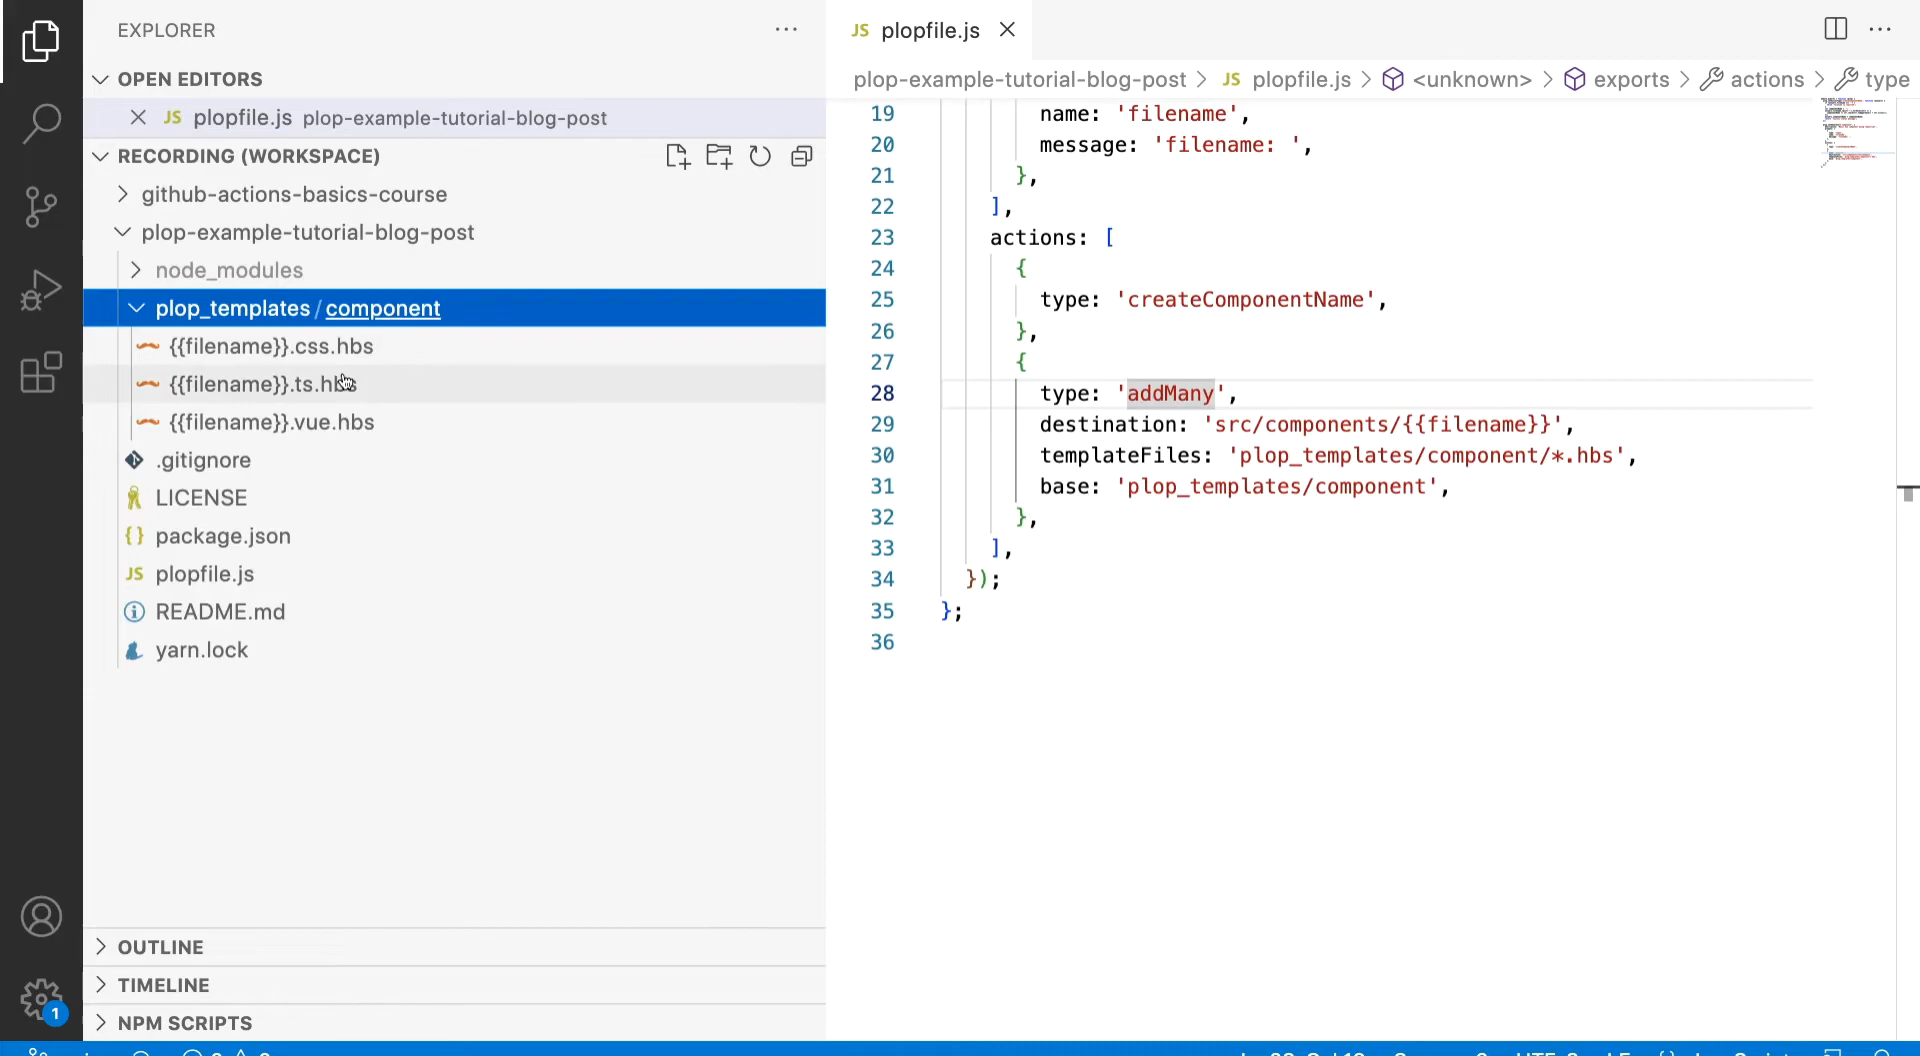 EXPLORER
OPEN EDITORS
JS plopfile.js plop-example-tutorial-blog-post
RECORDING (WORKSPACE)
github-actions-basics-course
plop-example-tutorial-blog-post
node_modules
plop_templates / component
{{filename}}.css.hbs
{{filename}}.ts.hbs
{{filename}}.vue.hbs
.gitignore
LICENSE
{} package.json
JS plopfile.js
README.md
yarn.lock
OUTLINE
TIMELINE
NPM SCRIPTS
1
JS plopfile.js
plop-example-tutorial-blog-post > JS plopfile.js > <unknown> > exports > actions > type
19 name: 'filename',
20 message: 'filename: ',
21 },
22 ],
23 actions: [
24 {
25 type: 'createComponentName',
26 },
27 {
28 type: 'addMany',
29 destination: 'src/components/{{filename}}',
30 templateFiles: 'plop_templates/component/*.hbs',
31 base: 'plop_templates/component',
32 },
33 ],
34 });
35 };
36